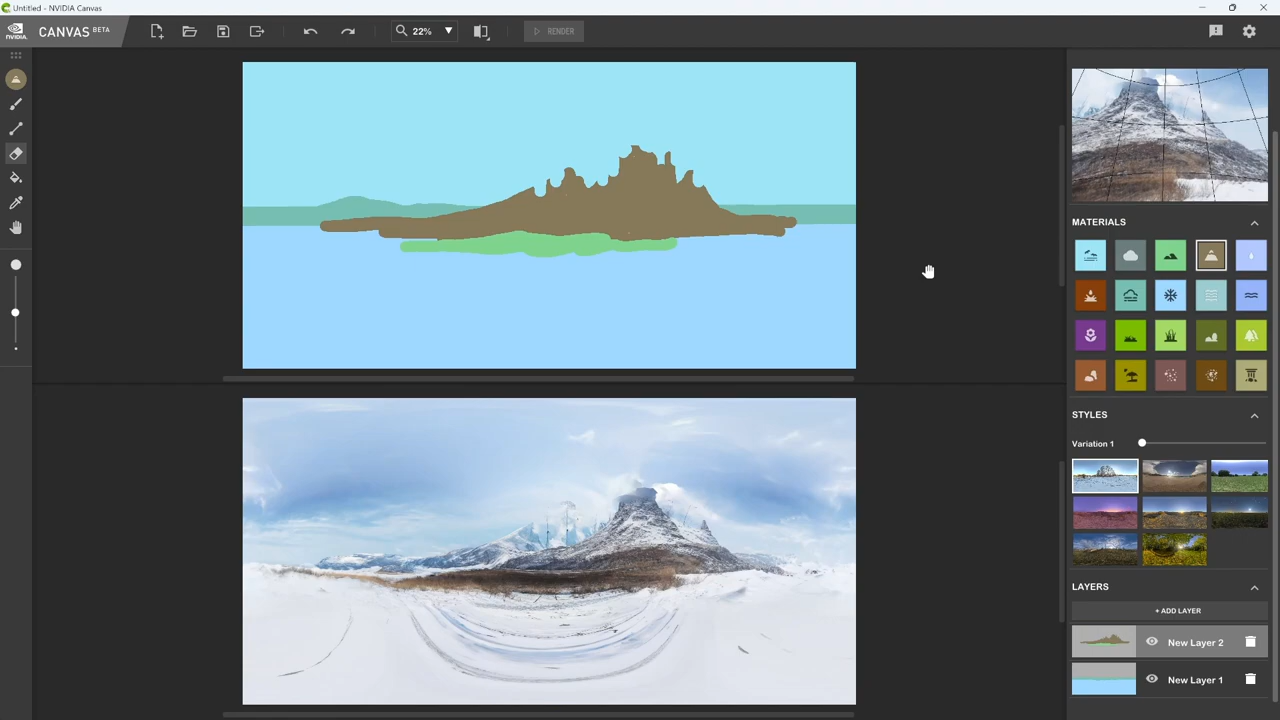 Untitled - NVIDIA Canvas
NVIDIA
CANVAS BETA
22%
RENDER
MATERIALS
STYLES
Variation 1
LAYERS
+ ADD LAYER
New Layer 2
New Layer 1